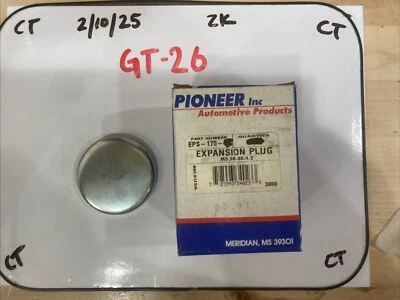 CT 2/10/25 ZK CT
GT-26
PIONEER Inc
Automotive Products
PART NUMBER QUANTITY
EPS-175-
EXPANSION PLUG
3008
MERIDIAN, MS 39301
CT CT